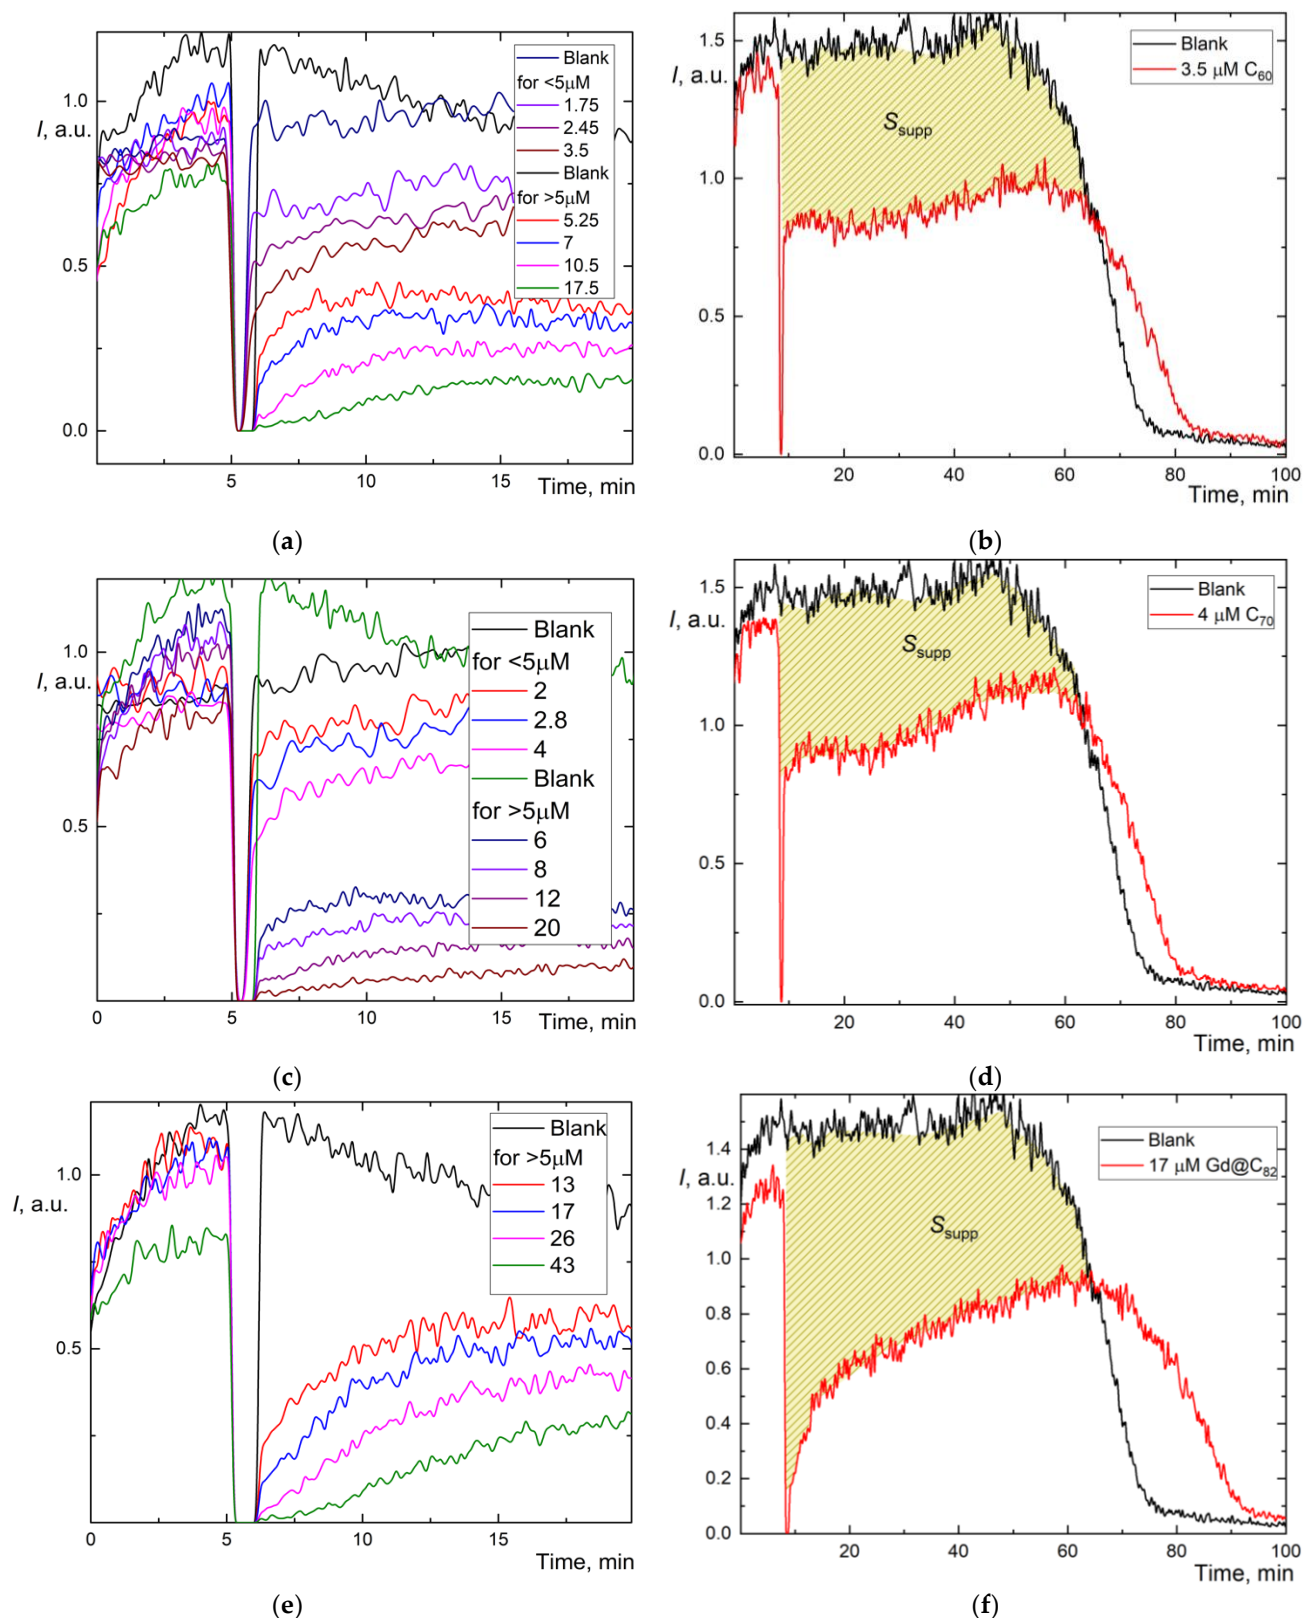 Blank
for <5μM
1.75
2.45
3.5
Blank
for >5μM
5.25
7
10.5
17.5
1.0
I, a.u.
0.5
0.0
0 5 10 15
Time, min
(a)
Blank
3.5 μM C60
1.5
I, a.u.
Ssupp
1.0
0.5
0.0
20 40 60 80 100
Time, min
(b)
Blank
for <5μM
2
2.8
4
Blank
for >5μM
6
8
12
20
1.0
I, a.u.
0.5
0 5 10 15
Time, min
(c)
Blank
4 μM C70
1.5
I, a.u.
Ssupp
1.0
0.5
0.0
20 40 60 80 100
Time, min
(d)
Blank
for >5μM
13
17
26
43
1.0
I, a.u.
0.5
0 5 10 15
Time, min
(e)
Blank
17 μM Gd@C82
1.4
I, a.u.
1.2
Ssupp
1.0
0.8
0.6
0.4
0.2
0.0
20 40 60 80 100
Time, min
(f)